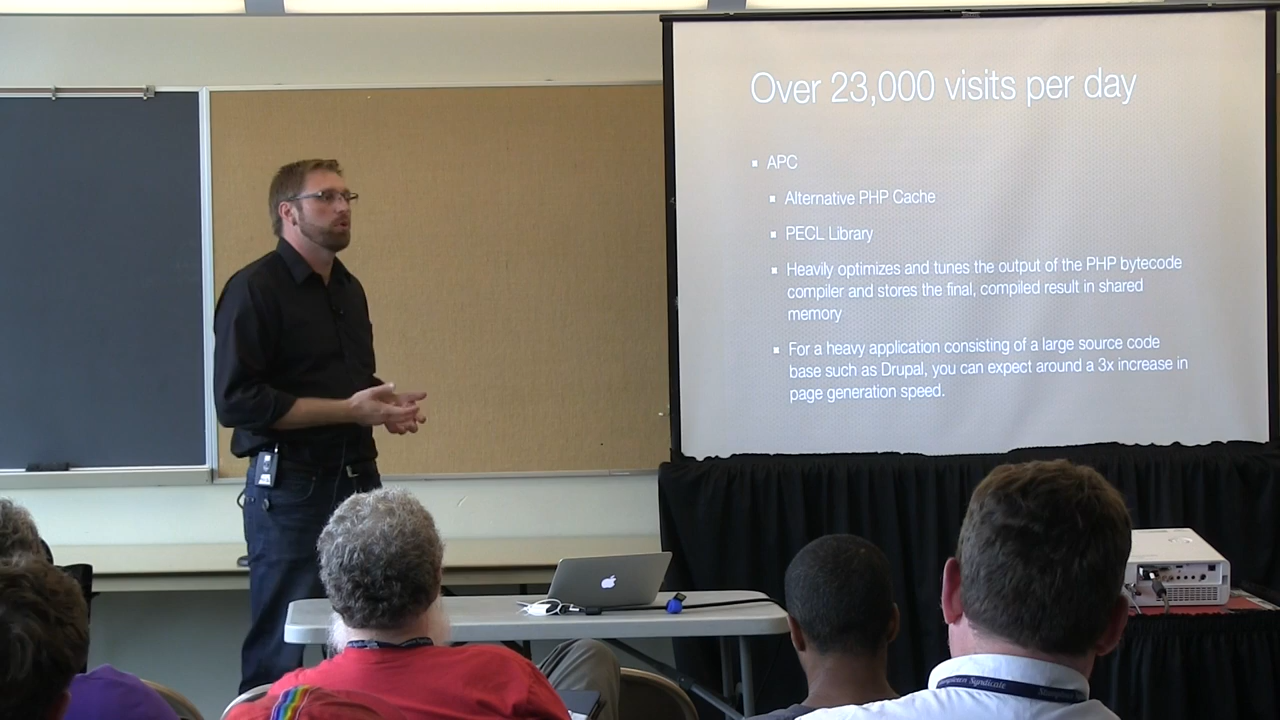 Over 23,000 visits per day
APC
Alternative PHP Cache
PECL Library
Heavily optimizes and tunes the output of the PHP bytecode
compiler and stores the final, compiled result in shared
memory
For a heavy application consisting of a large source code
base such as Drupal, you can expect around a 3x increase in
page generation speed.
Syndicate